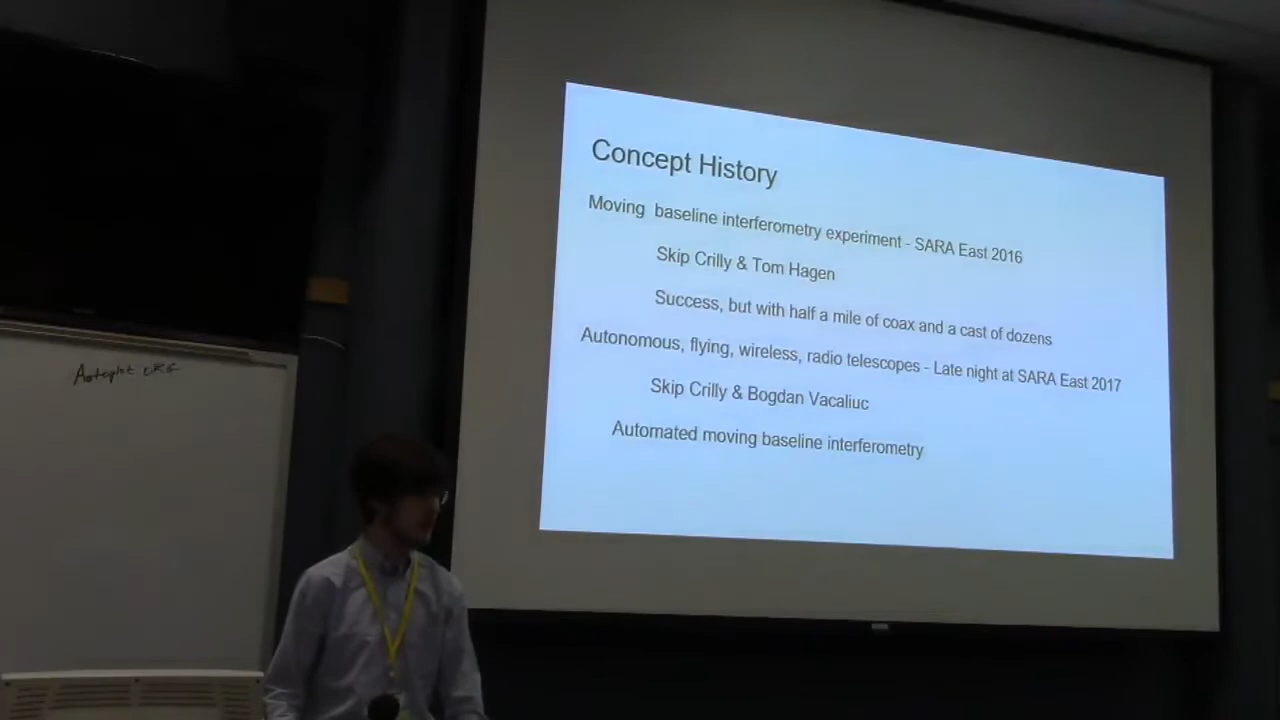 Concept History
Moving baseline interferometry experiment - SARA East 2016
Skip Crilly & Tom Hagen
Success, but with half a mile of coax and a cast of dozens
Autonomous, flying, wireless, radio telescopes - Late night at SARA East 2017
Skip Crilly & Bogdan Vacaliuc
Automated moving baseline interferometry